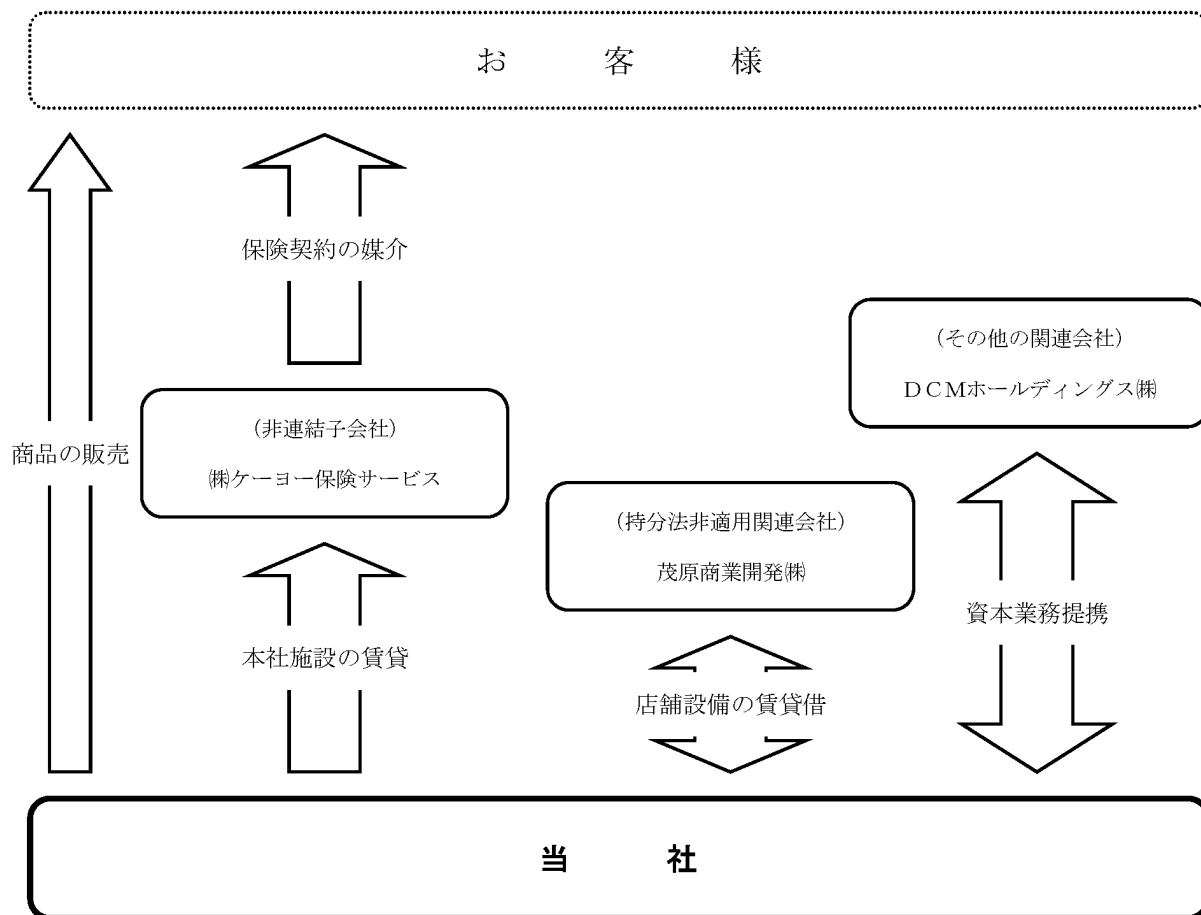 お客様
保険契約の媒介
(その他の関連会社)
ＤＣＭホールディングス㈱
(非連結子会社)
㈱ケーヨー保険サービス
商品の販売
(持分法非適用関連会社)
茂原商業開発㈱
資本業務提携
本社施設の賃貸
店舗設備の賃貸借
当社